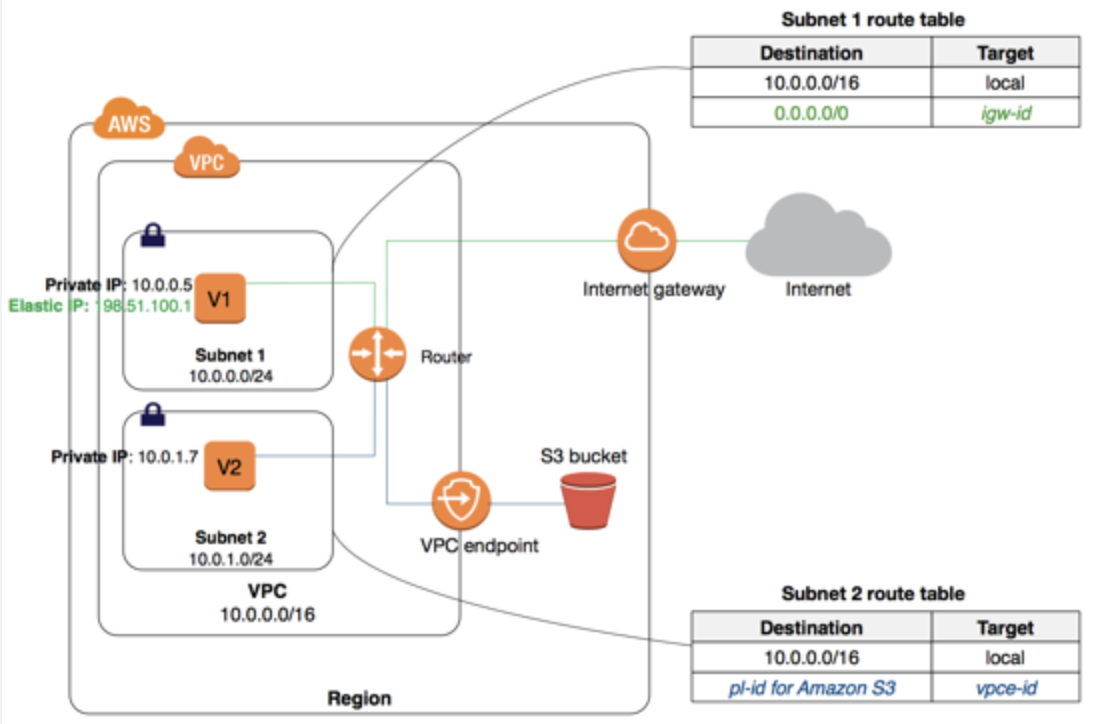 Subnet 1 route table
Destination Target
10.0.0.0/16 local
0.0.0.0/0 igw-id
AWS
VPC
Private IP: 10.0.0.5
Elastic IP: 198.51.100.1
V1
Subnet 1
10.0.0.0/24
Internet gateway
Internet
Router
Private IP: 10.0.1.7
V2
Subnet 2
10.0.1.0/24
S3 bucket
VPC endpoint
VPC
10.0.0.0/16
Region
Subnet 2 route table
Destination Target
10.0.0.0/16 local
pl-id for Amazon S3 vpce-id